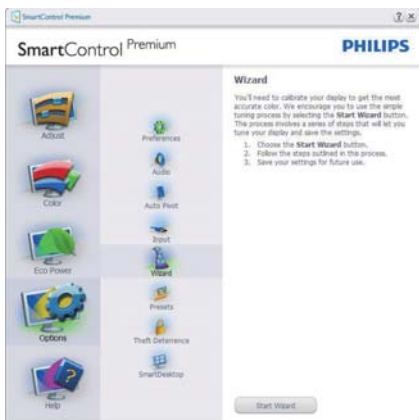 SmartControl Premium
SmartControl Premium
PHILIPS
Adjust
Color
Eco Power
Options
Help
Preferences
Audio
Auto Pivot
Input
Wizard
Presets
Theft Deterrence
SmartDesktop
Wizard
You'll need to calibrate your display to get the most
accurate color. We encourage you to use the simple
tuning process by selecting the Start Wizard button.
This process involves a series of steps that will let you
tune your display and save the settings.
1. Choose the Start Wizard button.
2. Follow the steps outlined in the process.
3. Save your settings for future use.
Start Wizard